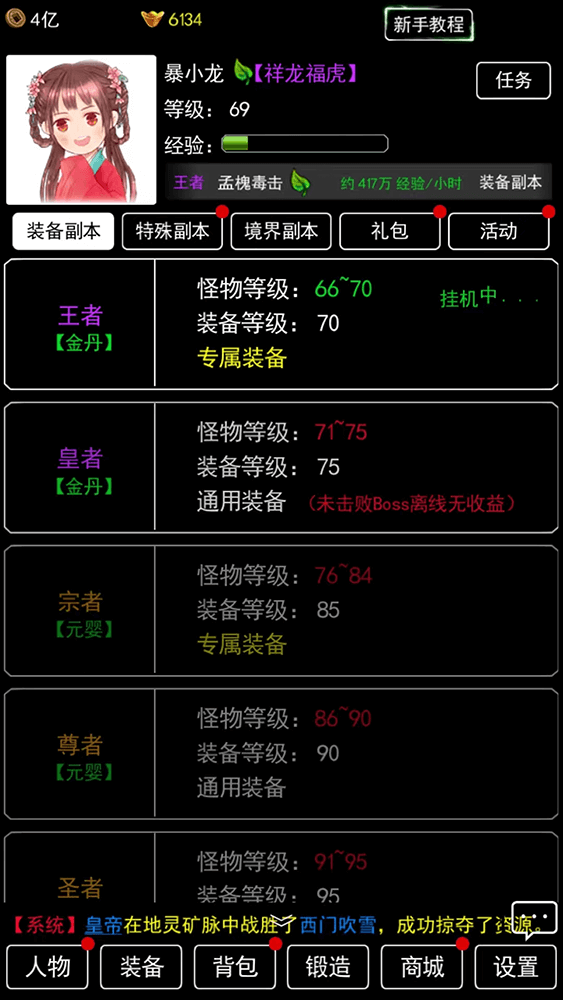 4亿 6134 新手教程
暴小龙 【祥龙福虎】 任务
等级： 69
经验：
王者 孟槐毒击 约417万 经验/小时 装备副本
装备副本 特殊副本 境界副本 礼包 活动
王者
【金丹】
怪物等级：66~70
挂机中...
装备等级：70
专属装备
皇者
【金丹】
怪物等级：71~75
装备等级：75
通用装备 （未击败Boss离线无收益）
宗者
【元婴】
怪物等级：76~84
装备等级：85
专属装备
尊者
【元婴】
怪物等级：86~90
装备等级：90
通用装备
圣者
怪物等级：91~95
装备等级：95
【系统】皇帝在地灵矿脉中战胜了西门吹雪，成功掠夺了资源。
人物 装备 背包 锻造 商城 设置